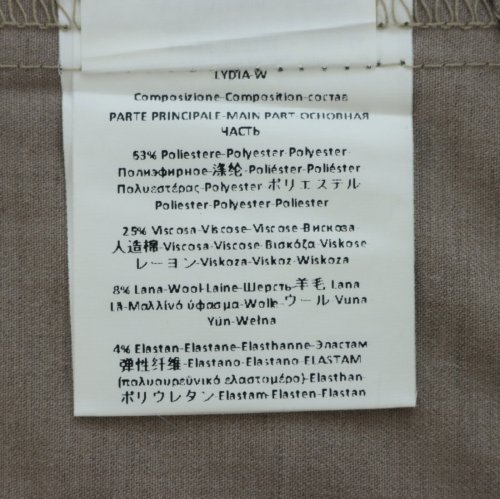 LYDIA-W
Composizione-Composition-состав
PARTE PRINCIPALE-MAIN PART-ОСНОВНАЯ
ЧАСТЬ
63% Poliestere-Polyester-Polyester
Полиэфирное-涤纶-Poliéster-Poliéster
Πολυεστέρας-Polyester ポリエステル
Poliester-Polyester-Poliester
25% Viscosa-Viscose-Viscose-Вискоза
人造棉-Viscosa-Viscose-Βισκόζα-Viskose
レーヨン-Viskoza-Viskoz-Wiskoza
8% Lana-Wool-Laine-Шерсть-羊毛 Lana
Lã-Μαλλίνό ύφασμα-Wolle-ウール Vuna
Yün-Wełna
4% Elastan-Elastane-Elasthanne-Эластам
弹性纤维-Elastano-Elastano-ELASTAM
(πολυουρεϋνικό ελαστομέρο)-Elasthan-
ポリウレタン-Elastam-Elasten-Elastan